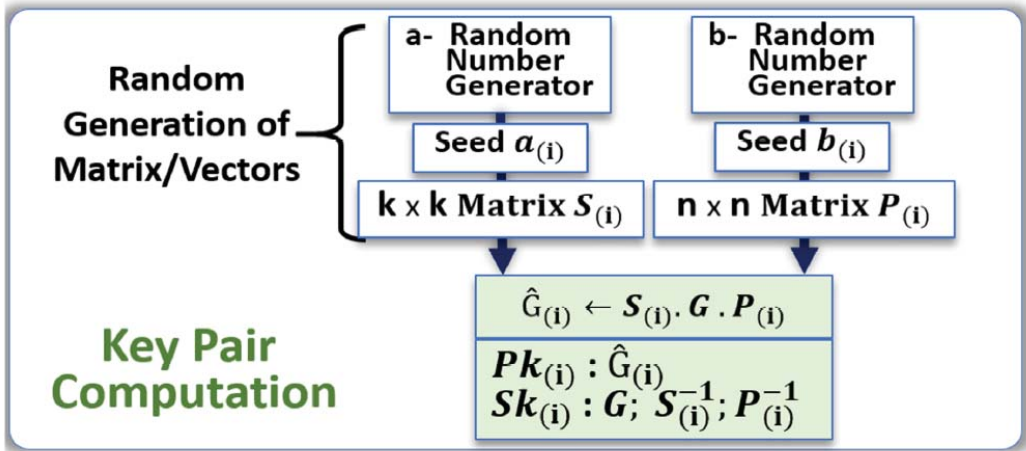 Random
Generation of
Matrix/Vectors
a- Random
Number
Generator
Seed a₍ᵢ₎
k x k Matrix S₍ᵢ₎
b- Random
Number
Generator
Seed b₍ᵢ₎
n x n Matrix P₍ᵢ₎
Ĝ₍ᵢ₎ ← S₍ᵢ₎. G . P₍ᵢ₎
Pk₍ᵢ₎ : Ĝ₍ᵢ₎
Sk₍ᵢ₎ : G; S₍ᵢ₎⁻¹; P₍ᵢ₎⁻¹
Key Pair
Computation